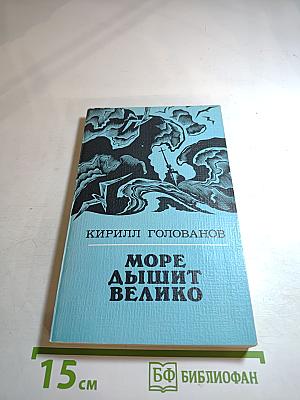 КИРИЛЛ ГОЛОВАНОВ
МОРЕ
ДЫШИТ
ВЕЛИКО
15 см
БФ БИБЛИОФАН